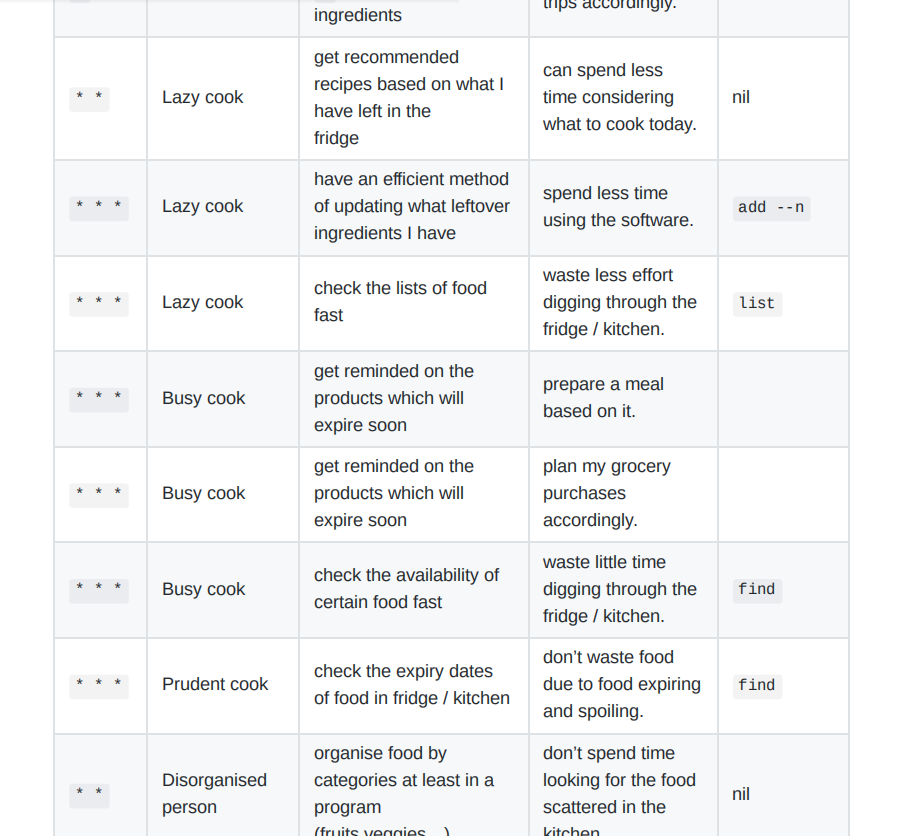 trips accordingly.
ingredients
* *
Lazy cook
get recommended
recipes based on what I
have left in the
fridge
can spend less
time considering
what to cook today.
nil
* * *
Lazy cook
have an efficient method
of updating what leftover
ingredients I have
spend less time
using the software.
add --n
* * *
Lazy cook
check the lists of food
fast
waste less effort
digging through the
fridge / kitchen.
list
* * *
Busy cook
get reminded on the
products which will
expire soon
prepare a meal
based on it.
* * *
Busy cook
get reminded on the
products which will
expire soon
plan my grocery
purchases
accordingly.
* * *
Busy cook
check the availability of
certain food fast
waste little time
digging through the
fridge / kitchen.
find
* * *
Prudent cook
check the expiry dates
of food in fridge / kitchen
don’t waste food
due to food expiring
and spoiling.
find
* *
Disorganised
person
organise food by
categories at least in a
program
(fruits veggies...)
don’t spend time
looking for the food
scattered in the
kitchen
nil